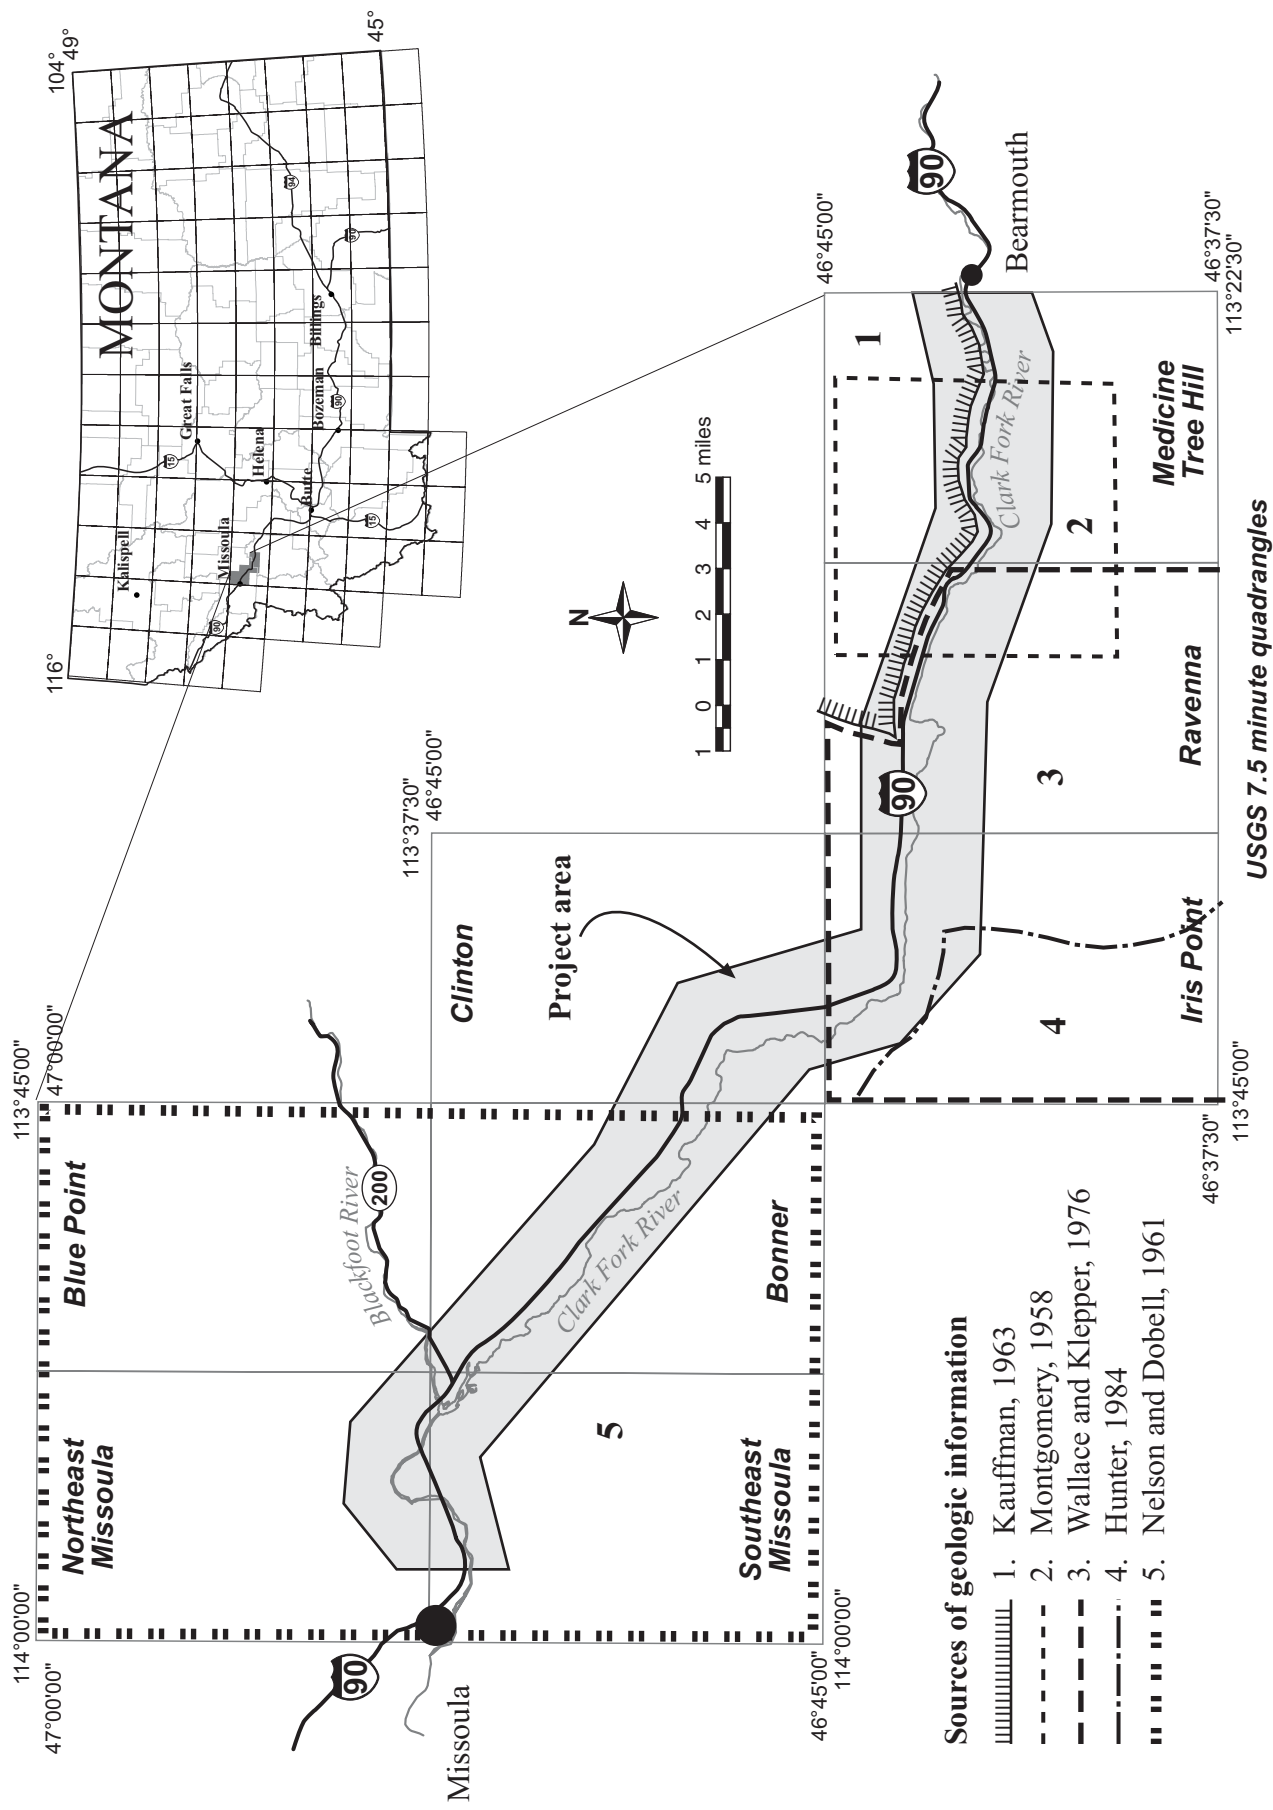 104°
49°
45°
116°
MONTANA
Kalispell
Great Falls
Missoula
Helena
Butte
Bozeman
Billings
15
90
94
90
90
15
113°45'00"
47°00'00"
114°00'00"
47°00'00"
113°37'30"
46°45'00"
46°45'00"
46°37'30"
113°22'30"
46°45'00"
114°00'00"
46°37'30"
113°45'00"
N
1 0 1 2 3 4 5 miles
Northeast
Missoula
Blue Point
Blackfoot River
200
Clinton
Project area
90
Missoula
5
Clark Fork River
Southeast
Missoula
Bonner
90
Bearmouth
1
Clark Fork River
2
90
3
4
Iris Point
Ravenna
Medicine
Tree Hill
USGS 7.5 minute quadrangles
Sources of geologic information
1. Kauffman, 1963
2. Montgomery, 1958
3. Wallace and Klepper, 1976
4. Hunter, 1984
5. Nelson and Dobell, 1961